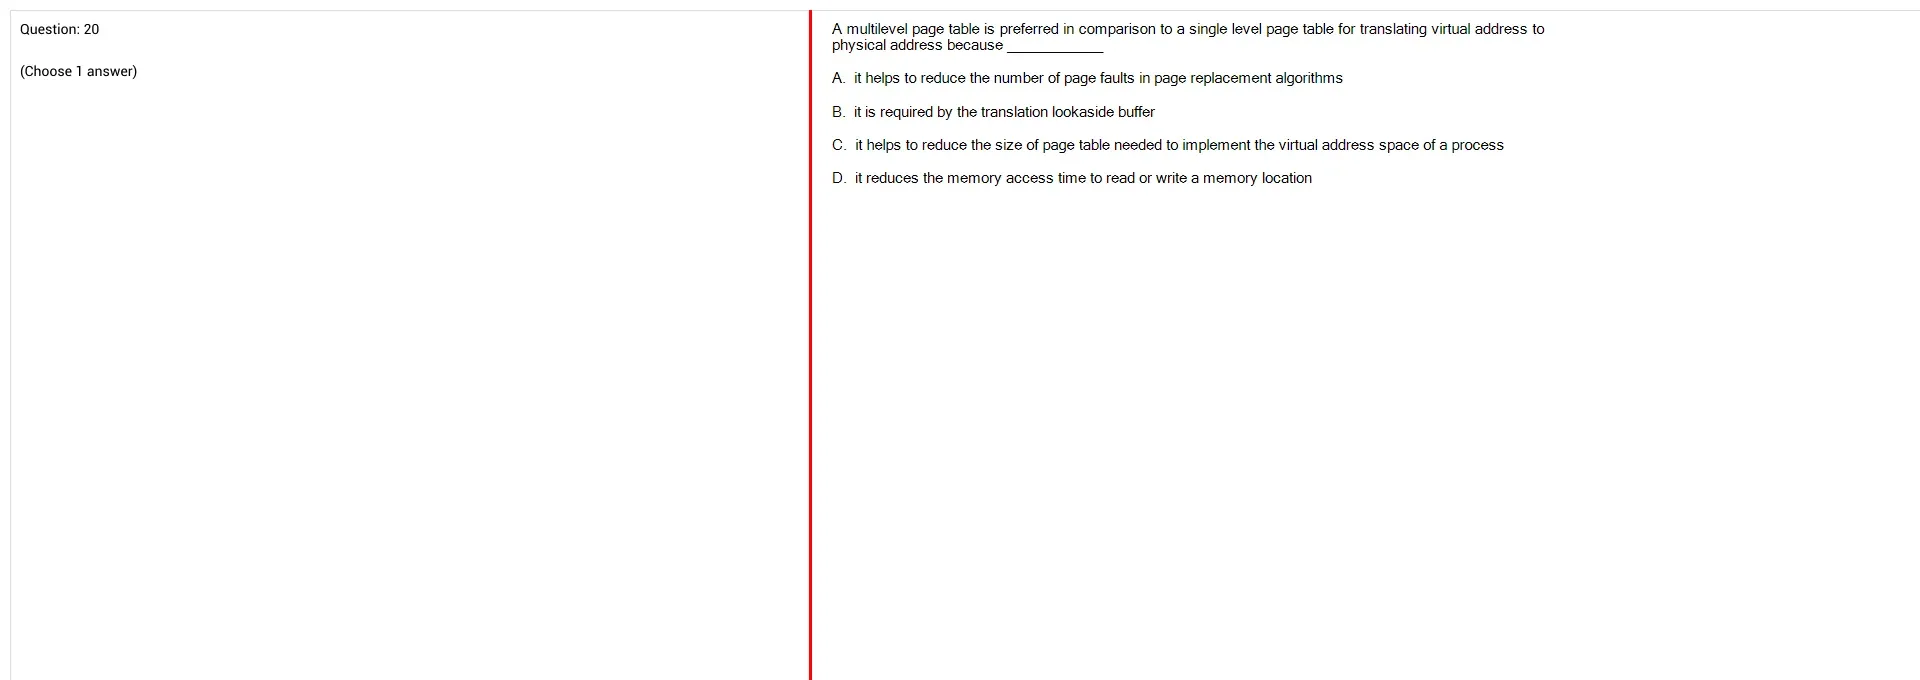 Question: 20
(Choose 1 answer)
A multilevel page table is preferred in comparison to a single level page table for translating virtual address to
physical address because ____________
A. it helps to reduce the number of page faults in page replacement algorithms
B. it is required by the translation lookaside buffer
C. it helps to reduce the size of page table needed to implement the virtual address space of a process
D. it reduces the memory access time to read or write a memory location